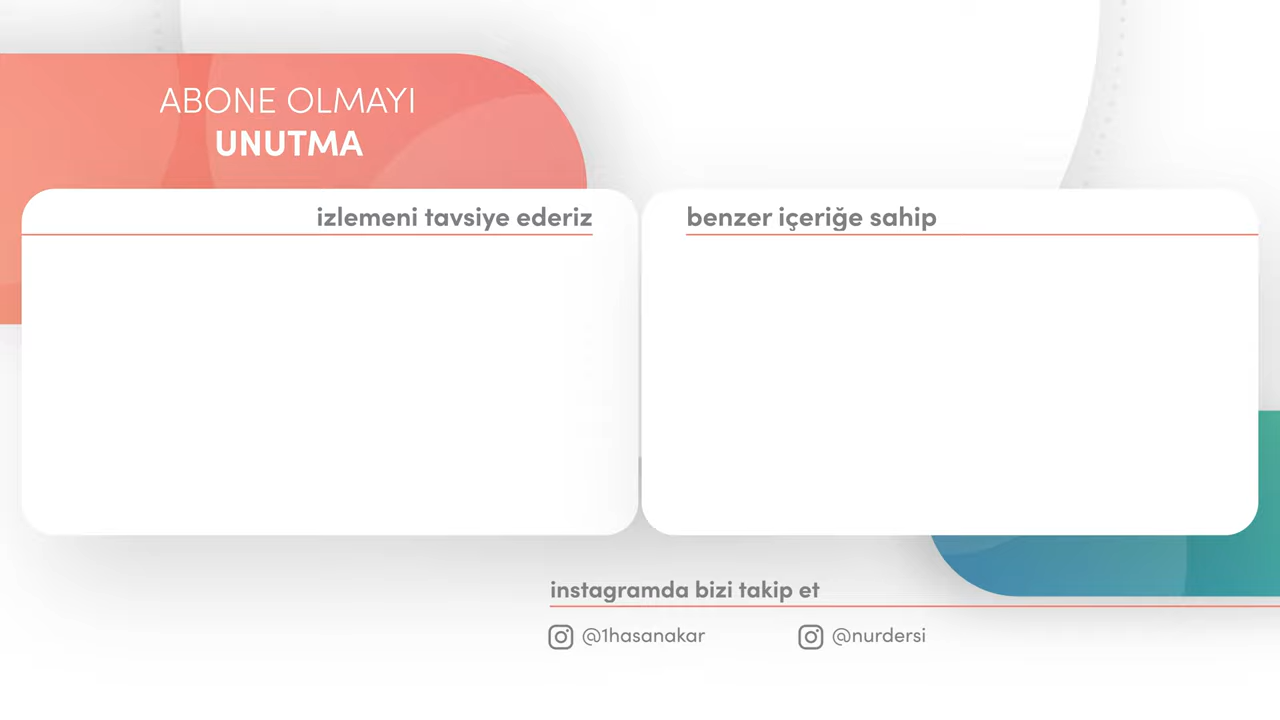 ABONE OLMAYI
UNUTMA
izlemeni tavsiye ederiz
benzer içeriğe sahip
instagramda bizi takip et
@1hasanakar
@nurdersi